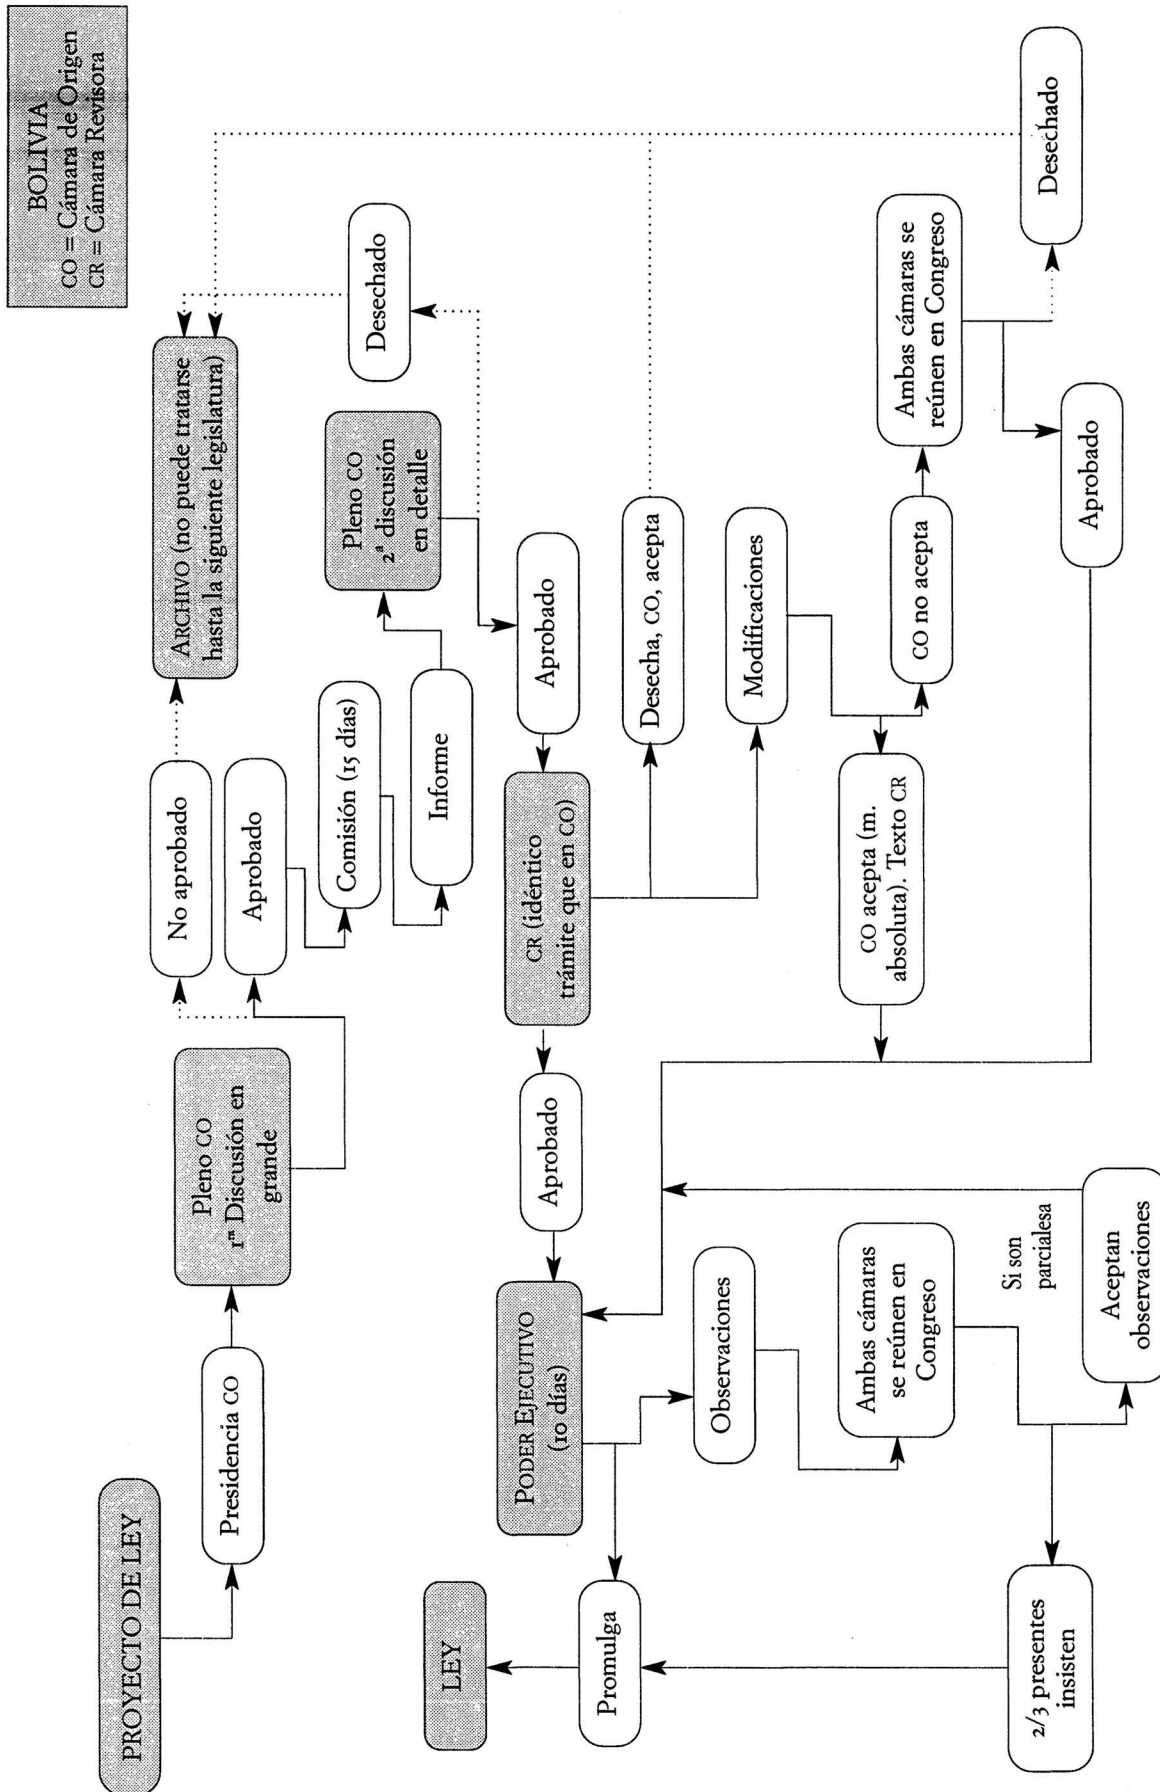 BOLIVIA
CO = Cámara de Origen
CR = Cámara Revisora
PROYECTO DE LEY
Presidencia CO
Pleno CO
1ᵐ Discusión en
grande
No aprobado
Aprobado
ARCHIVO (no puede tratarse
hasta la siguiente legislatura)
Comisión (15 días)
Informe
Pleno CO
2ª discusión
en detalle
Desechado
Aprobado
CR (idéntico
trámite que en CO)
Aprobado
PODER EJECUTIVO
(10 días)
LEY
Promulga
Desecha, CO, acepta
Modificaciones
Observaciones
CO acepta (m.
absoluta). Texto CR
CO no acepta
Ambas cámaras se
reúnen en Congreso
Desechado
Aprobado
Ambas cámaras
se reúnen en
Congreso
Si son
parcialesa
Aceptan
observaciones
2/3 presentes
insisten